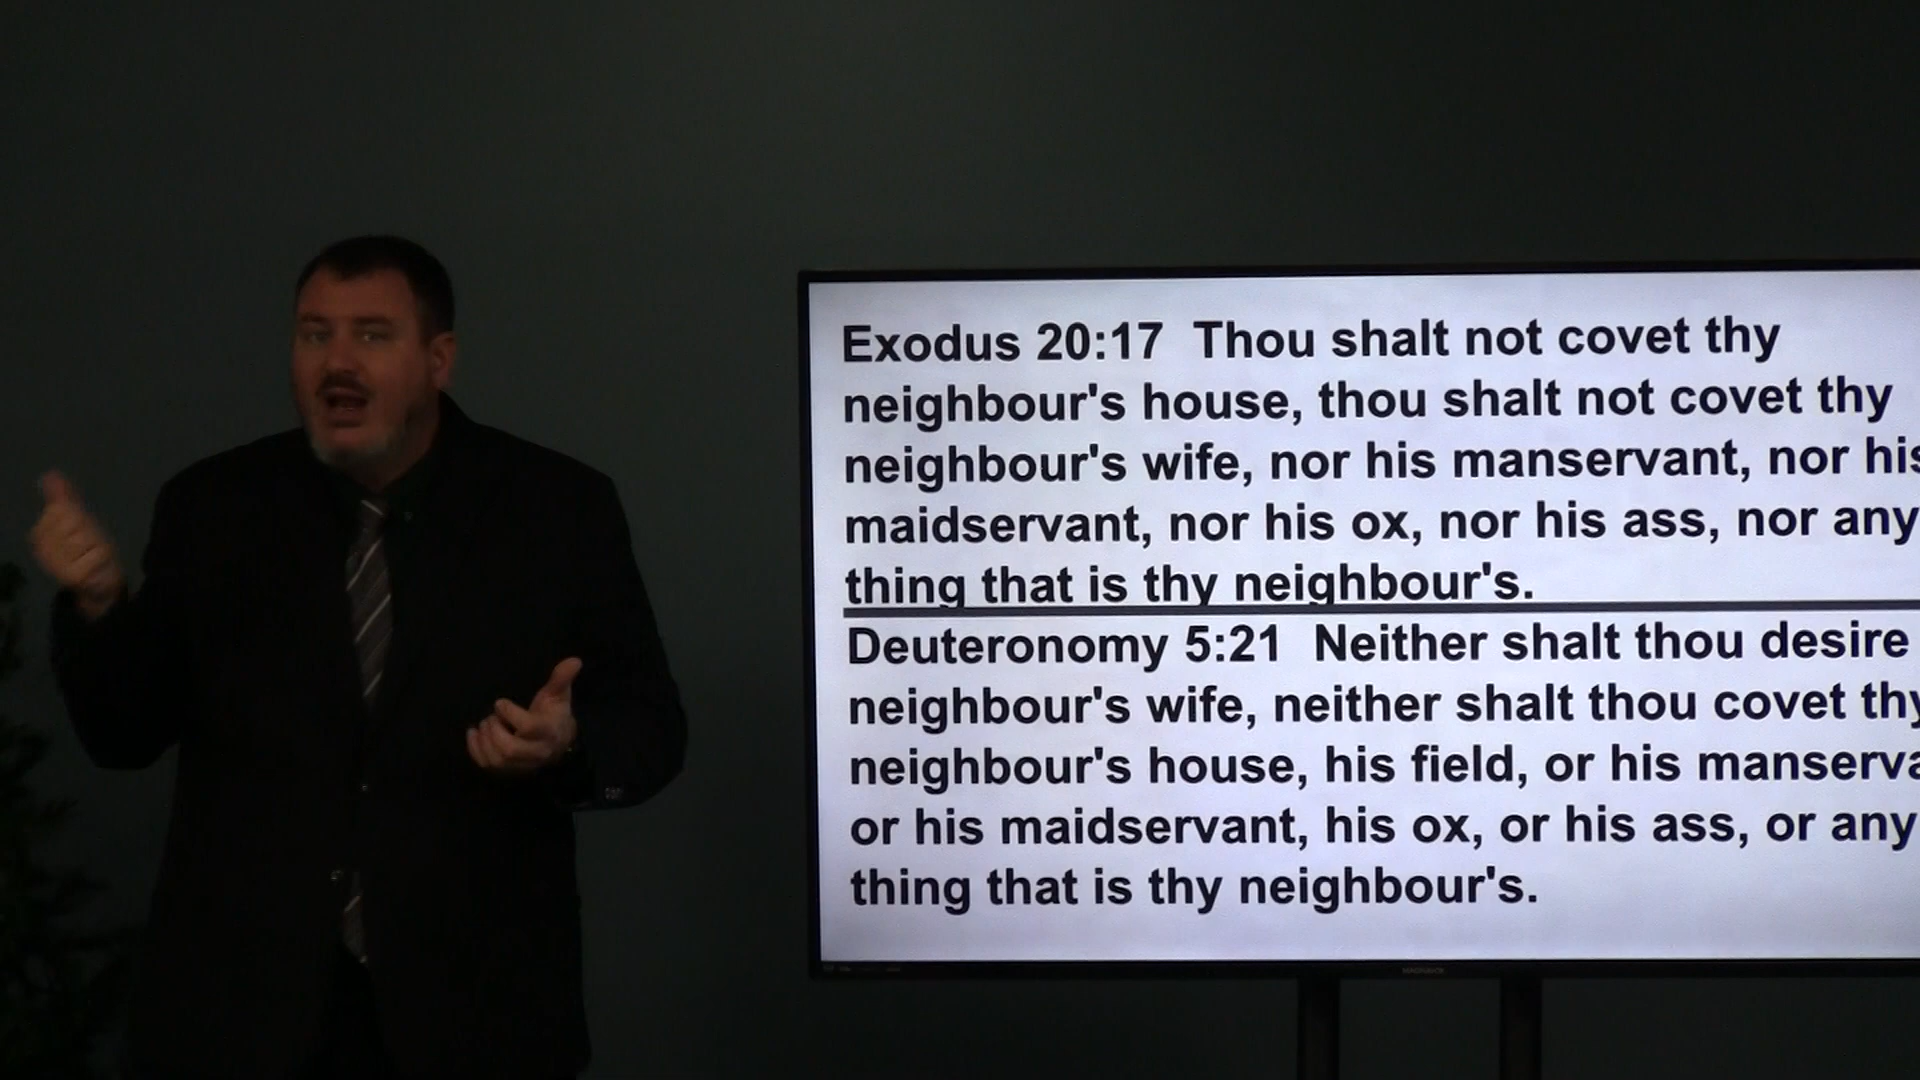 Exodus 20:17 Thou shalt not covet thy
neighbour's house, thou shalt not covet thy
neighbour's wife, nor his manservant, nor his
maidservant, nor his ox, nor his ass, nor any
thing that is thy neighbour's.
Deuteronomy 5:21 Neither shalt thou desire
neighbour's wife, neither shalt thou covet thy
neighbour's house, his field, or his manserva
or his maidservant, his ox, or his ass, or any
thing that is thy neighbour's.
MAGNAVOX